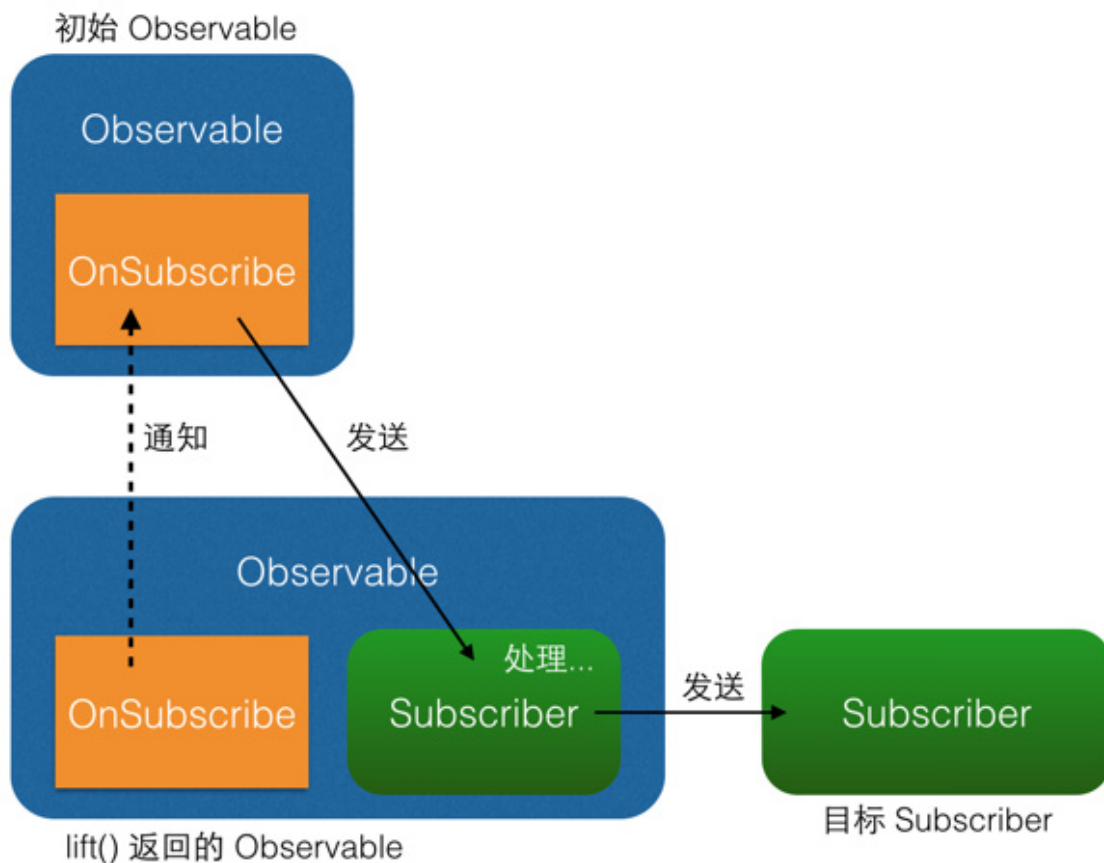 初始 Observable
Observable
OnSubscribe
通知
发送
Observable
处理...
OnSubscribe
Subscriber
发送
Subscriber
目标 Subscriber
lift() 返回的 Observable